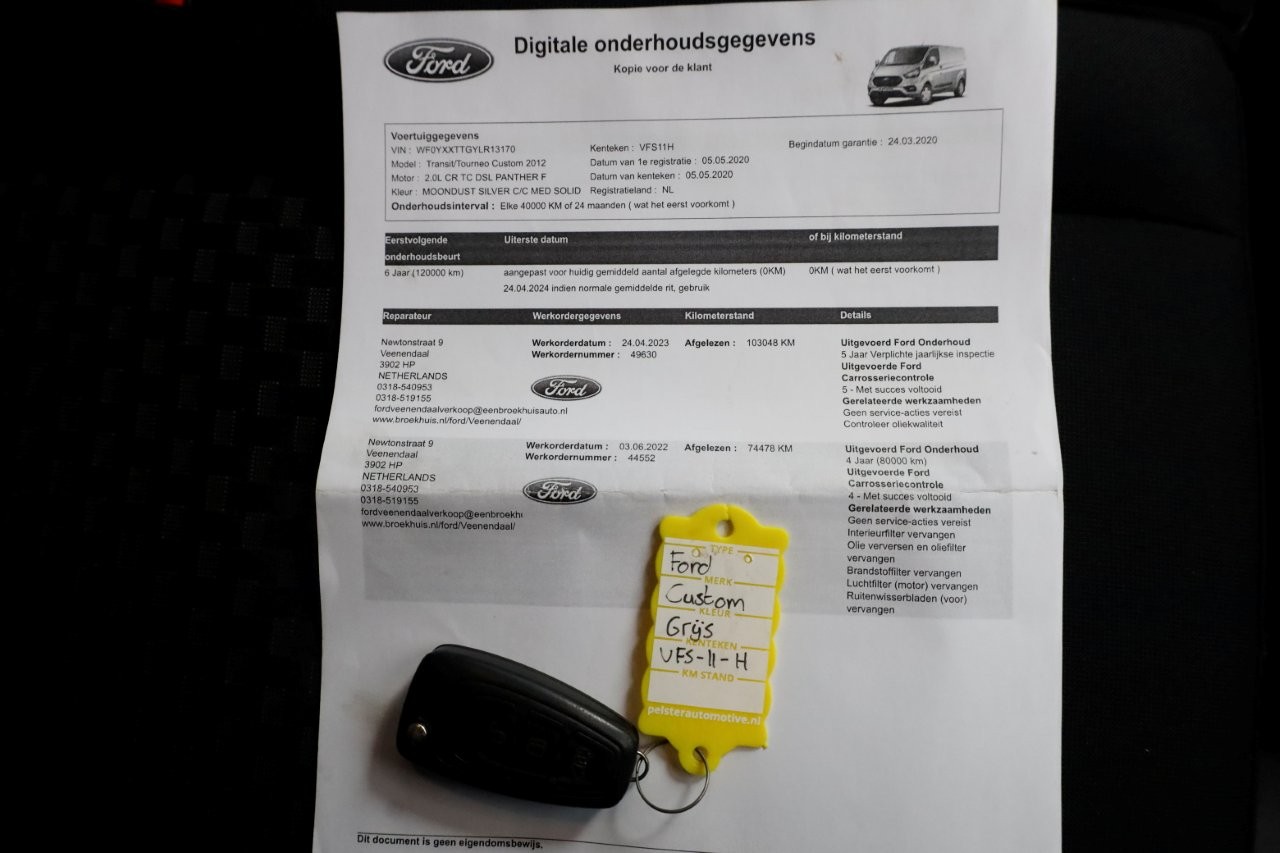 Ford
Digitale onderhoudsgegevens
Kopie voor de klant
Voertuiggegevens
VIN : WF0YXXTTGYLR13170
Kenteken : VFS11H
Begindatum garantie : 24.03.2020
Model : Transit/Tourneo Custom 2012
Datum van 1e registratie : 05.05.2020
Motor : 2.0L CR TC DSL PANTHER F
Datum van kenteken : 05.05.2020
Kleur : MOONDUST SILVER C/C MED SOLID
Registratieland : NL
Onderhoudsinterval : Elke 40000 KM of 24 maanden ( wat het eerst voorkomt )
Eerstvolgende
onderhoudsbeurt
Uiterste datum
of bij kilometerstand
6 Jaar (120000 km)
aangepast voor huidig gemiddeld aantal afgelegde kilometers (0KM)
24.04.2024 indien normale gemiddelde rit, gebruik
0KM ( wat het eerst voorkomt )
Reparateur
Werkordergegevens
Kilometerstand
Details
Newtonstraat 9
Veenendaal
3902 HP
NETHERLANDS
0318-540953
0318-519155
fordveenendaalverkoop@eenbroekhuisauto.nl
www.broekhuis.nl/ford/Veenendaal/
Werkorderdatum : 24.04.2023
Werkordernummer : 49630
Ford
Afgelezen : 103048 KM
Uitgevoerd Ford Onderhoud
5 Jaar Verplichte jaarlijkse inspectie
Uitgevoerde Ford
Carrosseriecontrole
5 - Met succes voltooid
Gerelateerde werkzaamheden
Geen service-acties vereist
Controleer oliekwaliteit
Newtonstraat 9
Veenendaal
3902 HP
NETHERLANDS
0318-540953
0318-519155
fordveenendaalverkoop@eenbroekh
www.broekhuis.nl/ford/Veenendaal/
Werkorderdatum : 03.06.2022
Werkordernummer : 44552
Ford
Afgelezen : 74478 KM
Uitgevoerd Ford Onderhoud
4 Jaar (80000 km)
Uitgevoerde Ford
Carrosseriecontrole
4 - Met succes voltooid
Gerelateerde werkzaamheden
Geen service-acties vereist
Interieurfilter vervangen
Olie verversen en oliefilter
vervangen
Brandstoffilter vervangen
Luchtfilter (motor) vervangen
Ruitenwisserbladen (voor)
vervangen
TYPE
Ford
MERK
Custom
KLEUR
Grijs
KENTEKEN
VFS-11-H
KM STAND
pelsterautomotive.nl
Dit document is geen eigendomsbewijs.